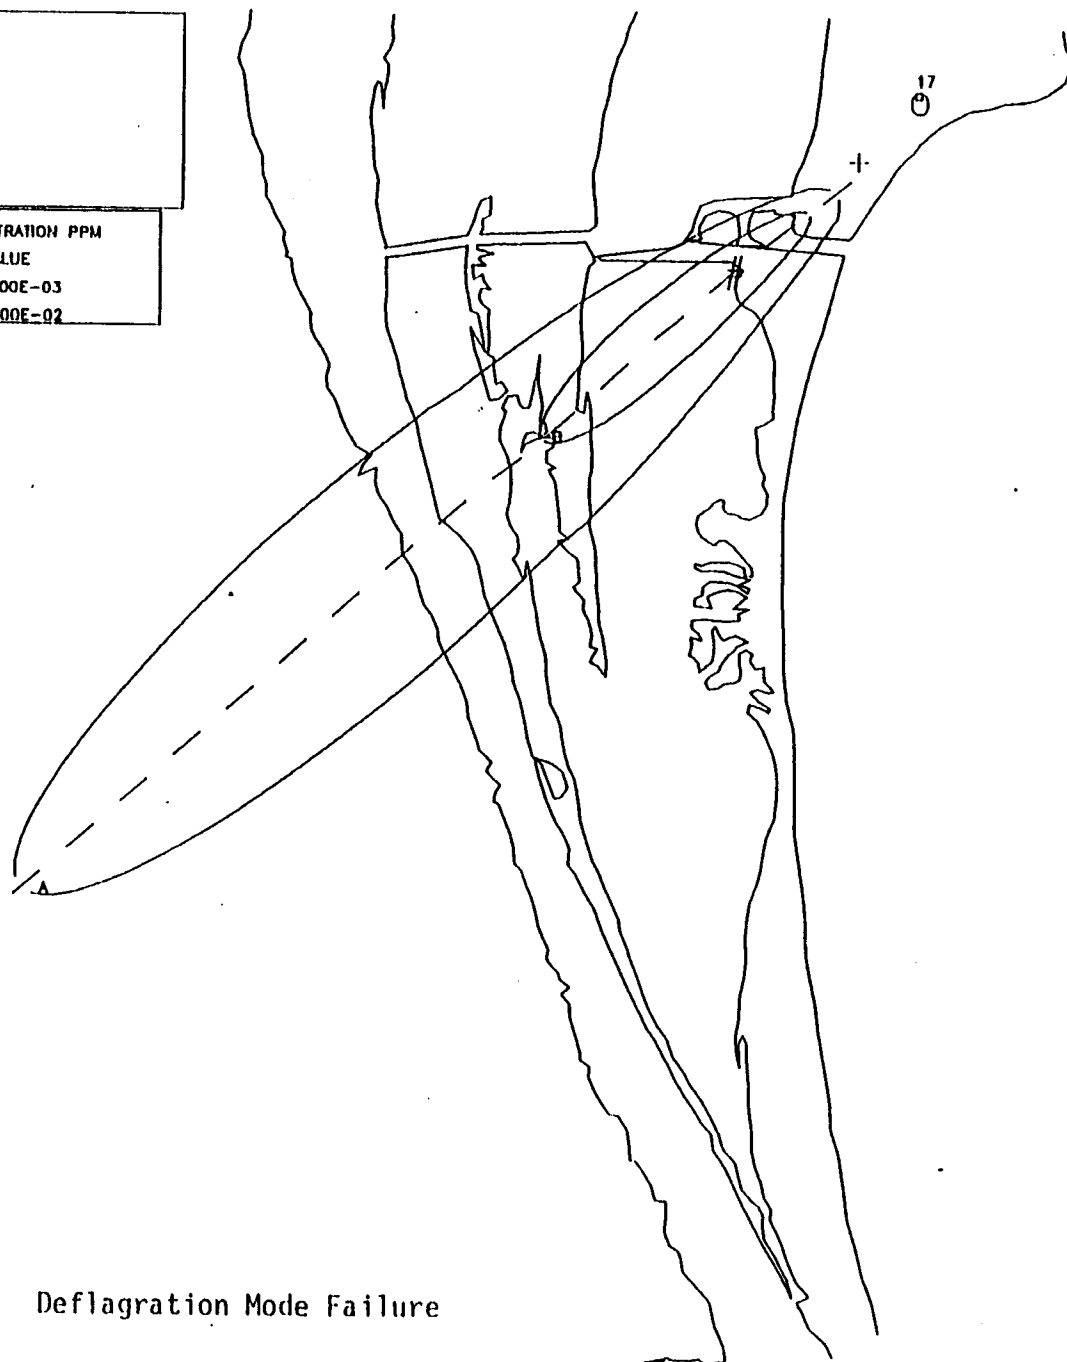 17
TRATION PPM
LUE
00E-03
00E-02
A
Deflagration Mode Failure